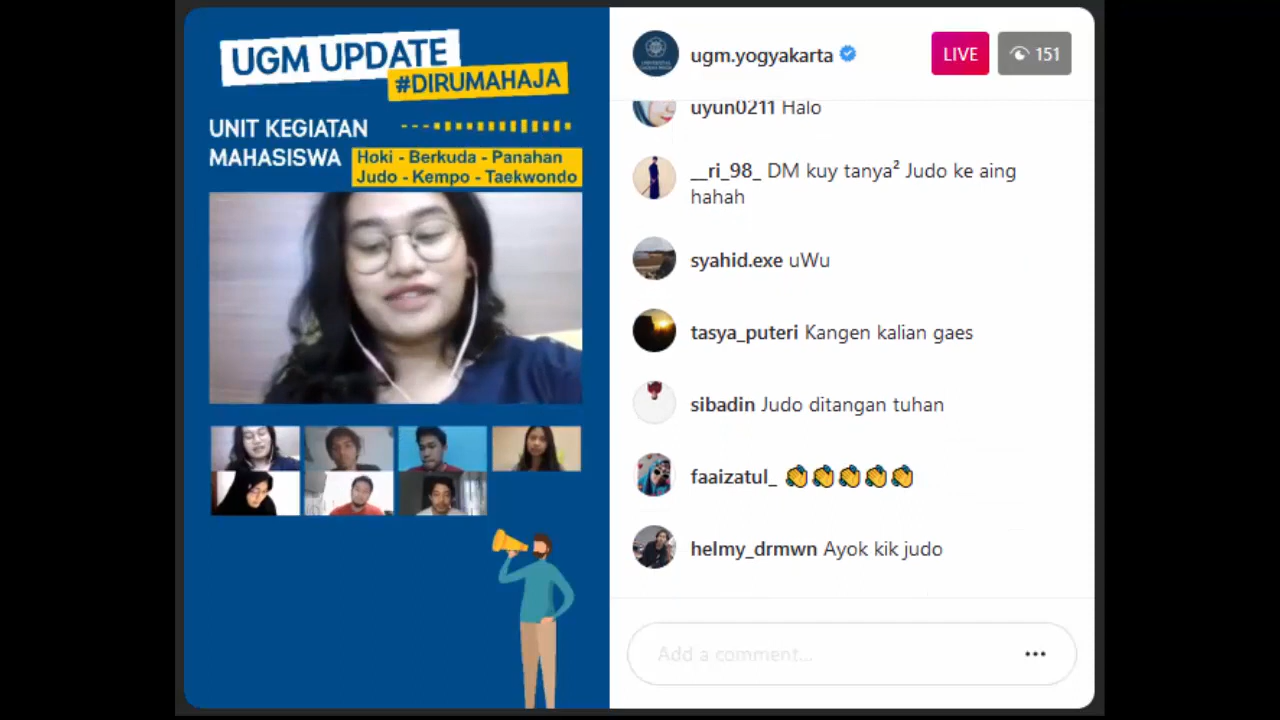 UGM UPDATE
#DIRUMAHAJA
UNIT KEGIATAN
MAHASISWA
Hoki - Berkuda - Panahan
Judo - Kempo - Taekwondo
ugm.yogyakarta
LIVE
151
uyun0211 Halo
__ri_98_ DM kuy tanya² Judo ke aing
hahah
syahid.exe uWu
tasya_puteri Kangen kalian gaes
sibadin Judo ditangan tuhan
faaizatul_ 👏👏👏👏👏
helmy_drmwn Ayok kik judo
Add a comment...